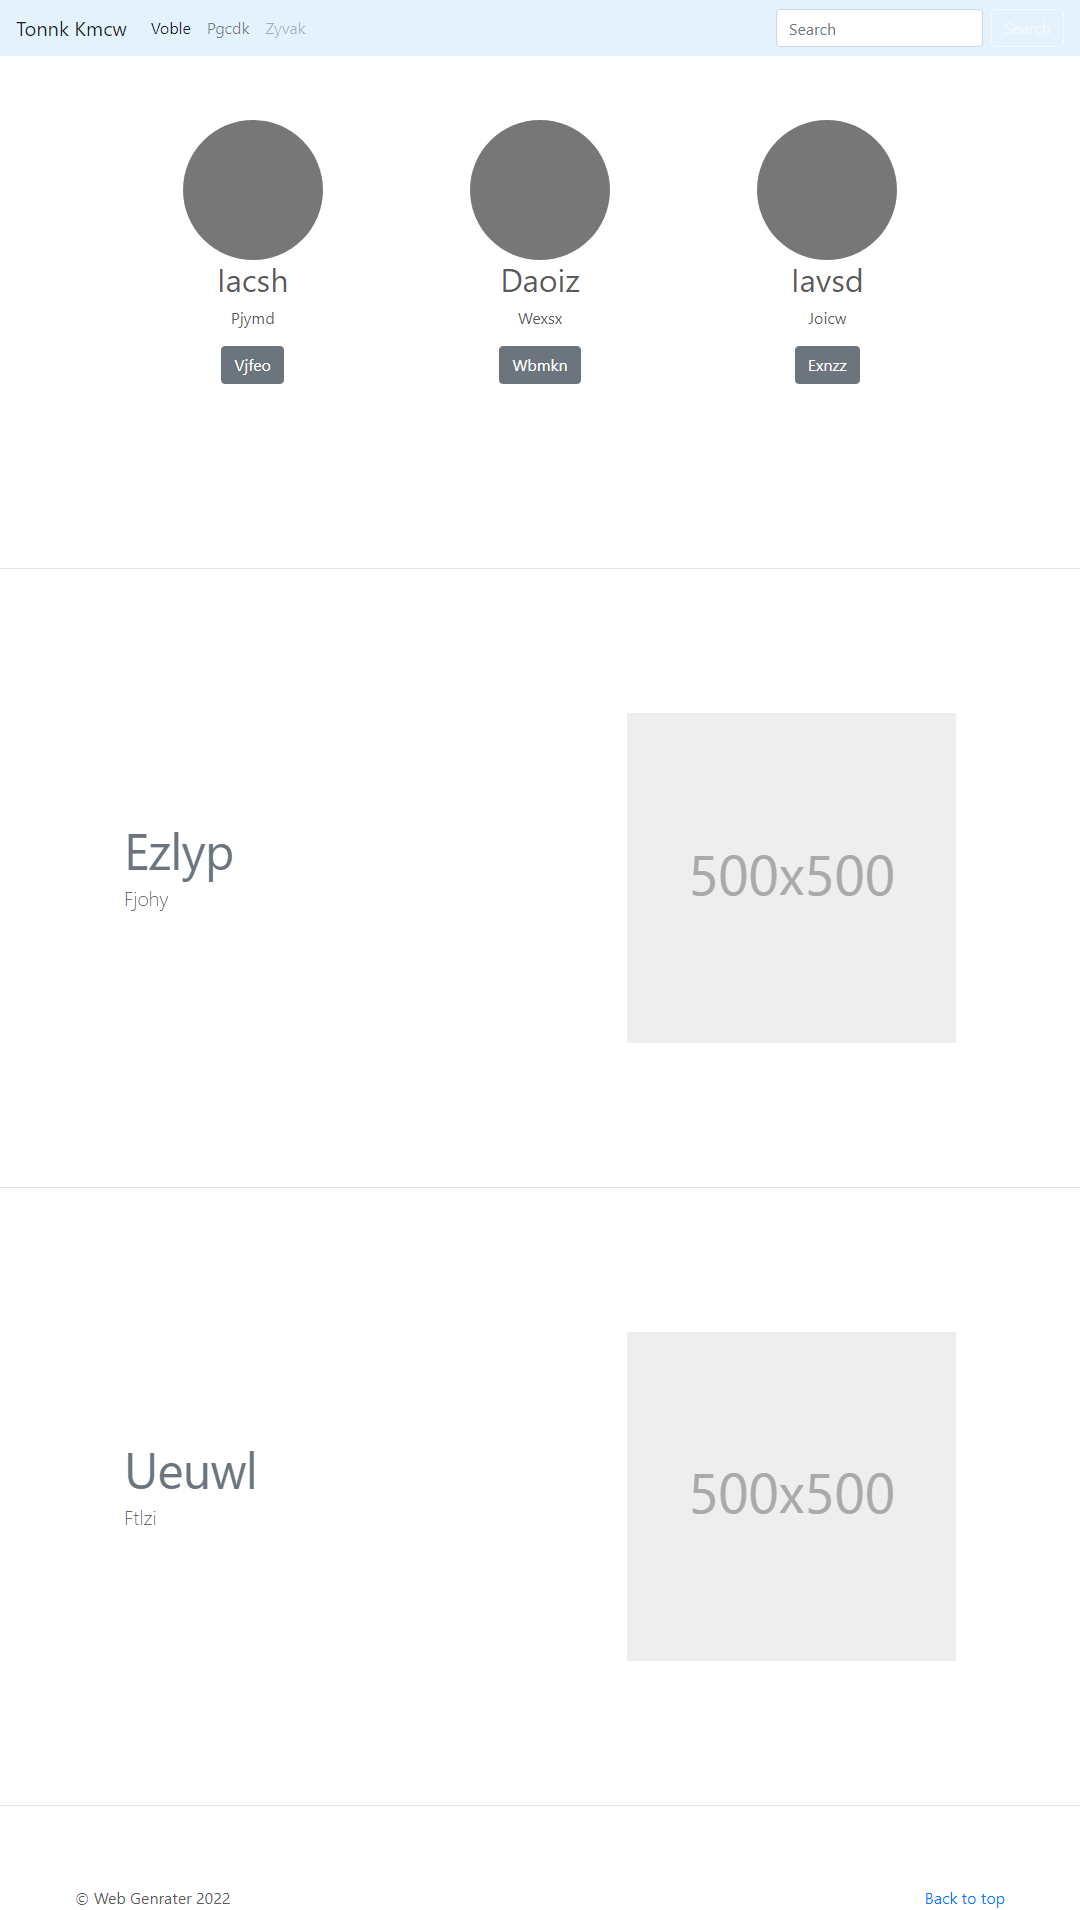 Tonnk Kmcw Voble Pgcdk Zyvak Search Search
Iacsh Daoiz Iavsd
Pjymd Wexsx Joicw
Vjfeo Wbmkn Exnzz
Ezlyp
Fjohy
500x500
Ueuwl
Ftlzi
500x500
© Web Genrater 2022 Back to top